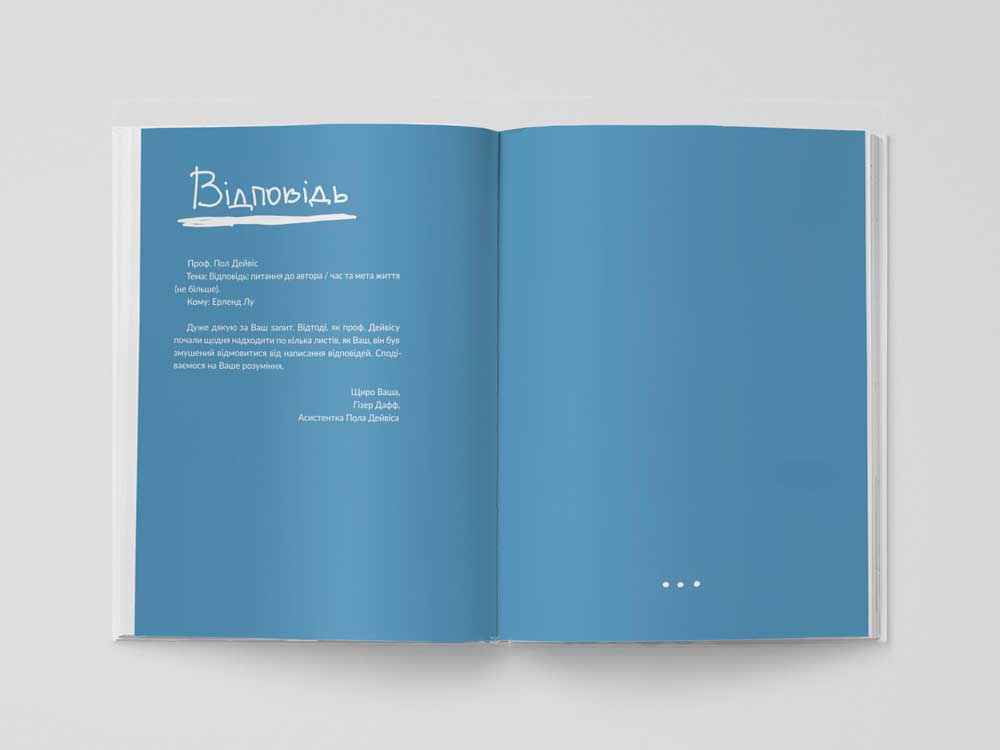 Відповідь
Проф. Пол Дейвіс
Тема: Відповідь: питання до автора / час та мета життя
(не більше).
Кому: Ерленд Лу
Дуже дякую за Ваш запит. Відтоді, як проф. Дейвісу
почали щодня надходити по кілька листів, як Ваш, він був
змушений відмовитися від написання відповідей. Споді-
ваємося на Ваше розуміння.
Щиро Ваша,
Гізер Дафф,
Асистентка Пола Дейвіса
...